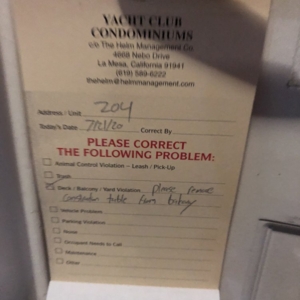 YACHT CLUB
CONDOMINIUMS
c/o The Helm Management Co
4668 Nebo Drive
La Mesa, California 91941
(619) 589-6222
thehelm@helmmanagement.com
Address / Unit 204
Today's Date 7/21/20 Correct By
PLEASE CORRECT
THE FOLLOWING PROBLEM:
Animal Control Violation - Leash / Pick-Up
Trash
Deck / Balcony / Yard Violation please remove
table from balcony
Vehicle Problem
Parking Violation
Noise
Occupant Needs to Call
Maintenance
Other